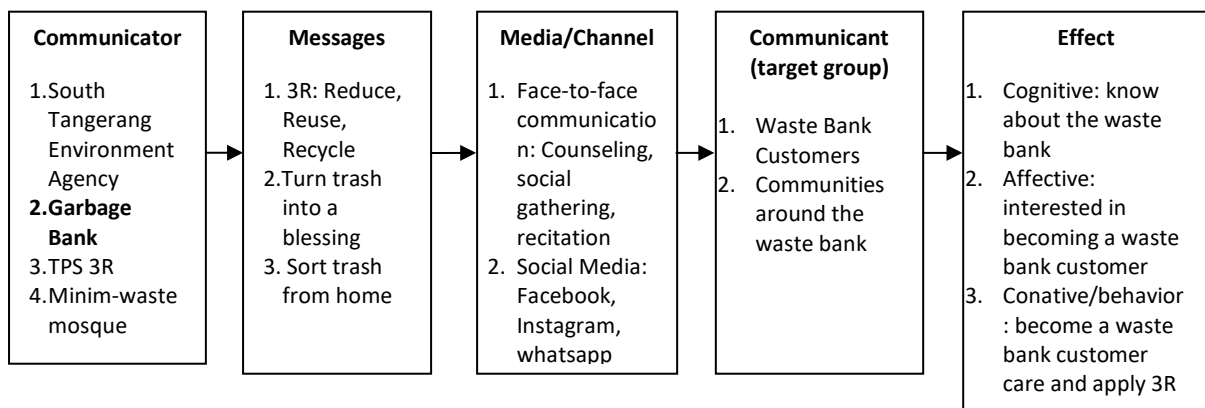 Communicator
1.South
Tangerang
Environment
Agency
2.Garbage
Bank
3.TPS 3R
4.Minim-waste
mosque
Messages
1. 3R: Reduce,
Reuse,
Recycle
2.Turn trash
into a
blessing
3. Sort trash
from home
Media/Channel
1. Face-to-face
communicatio
n: Counseling,
social
gathering,
recitation
2. Social Media:
Facebook,
Instagram,
whatsapp
Communicant
(target group)
1. Waste Bank
Customers
2. Communities
around the
waste bank
Effect
1. Cognitive: know
about the waste
bank
2. Affective:
interested in
becoming a waste
bank customer
3. Conative/behavior
: become a waste
bank customer
care and apply 3R